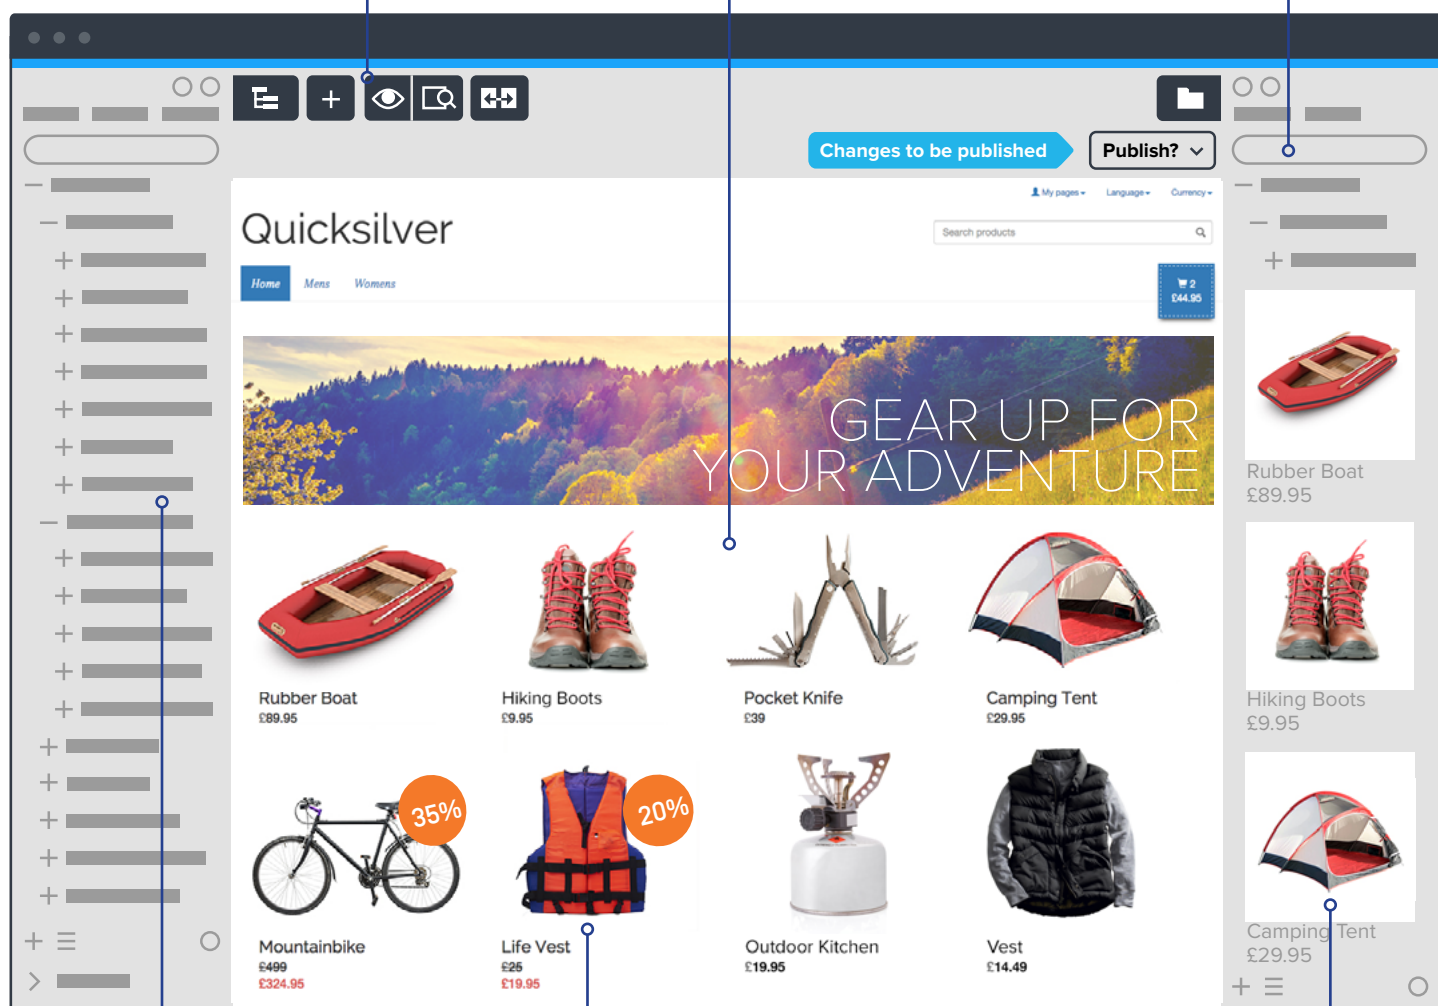 Changes to be published
Publish?
My pages
Language
Currency
Quicksilver
Search products
Home
Mens
Womens
2
£44.95
GEAR UP FOR
YOUR ADVENTURE
Rubber Boat
£89.95
Hiking Boots
£9.95
Pocket Knife
£39
Camping Tent
£29.95
35%
20%
Mountainbike
£499
£324.95
Life Vest
£25
£19.95
Outdoor Kitchen
£19.95
Vest
£14.49
Rubber Boat
£89.95
Hiking Boots
£9.95
Camping Tent
£29.95